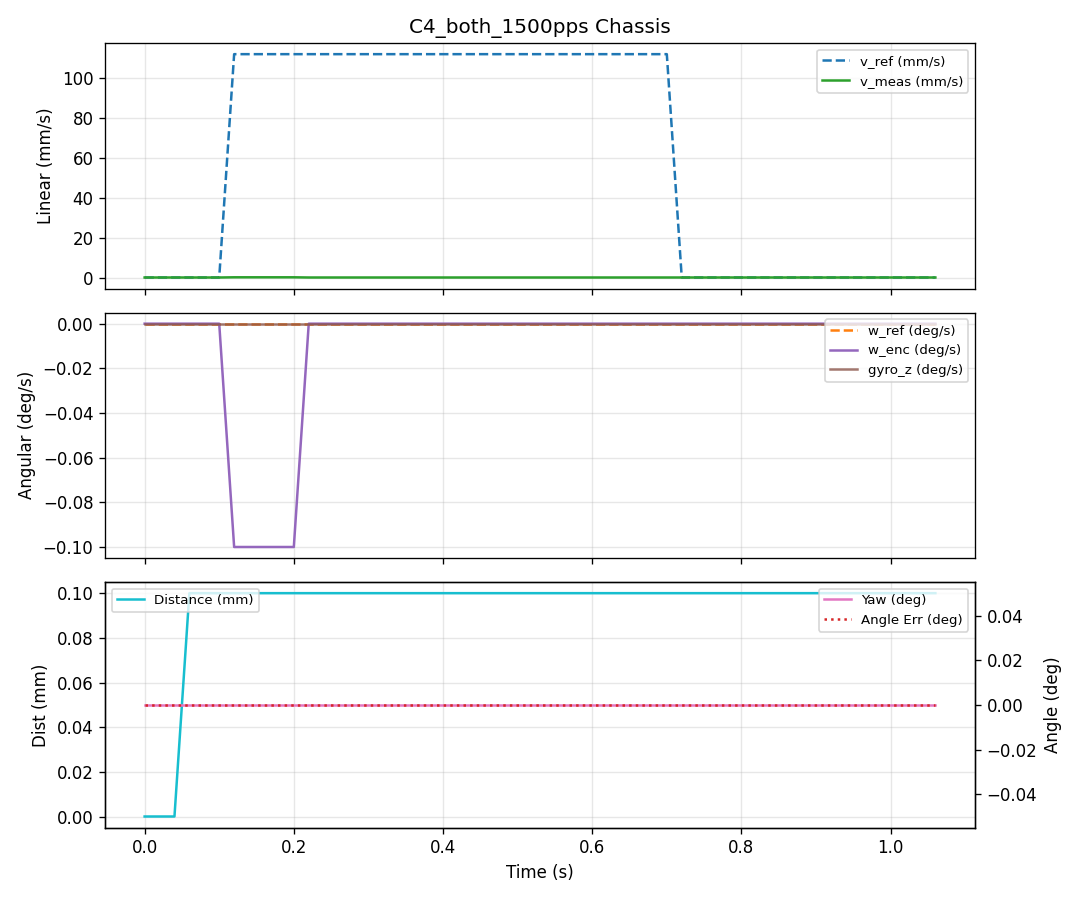 C4_both_1500pps Chassis
100
80
60
40
20
0
Linear (mm/s)
v_ref (mm/s)
v_meas (mm/s)
0.00
−0.02
−0.04
−0.06
−0.08
−0.10
Angular (deg/s)
w_ref (deg/s)
w_enc (deg/s)
gyro_z (deg/s)
0.10
0.08
0.06
0.04
0.02
0.00
Dist (mm)
Distance (mm)
Yaw (deg)
Angle Err (deg)
0.04
0.02
0.00
−0.02
−0.04
Angle (deg)
0.0 0.2 0.4 0.6 0.8 1.0
Time (s)